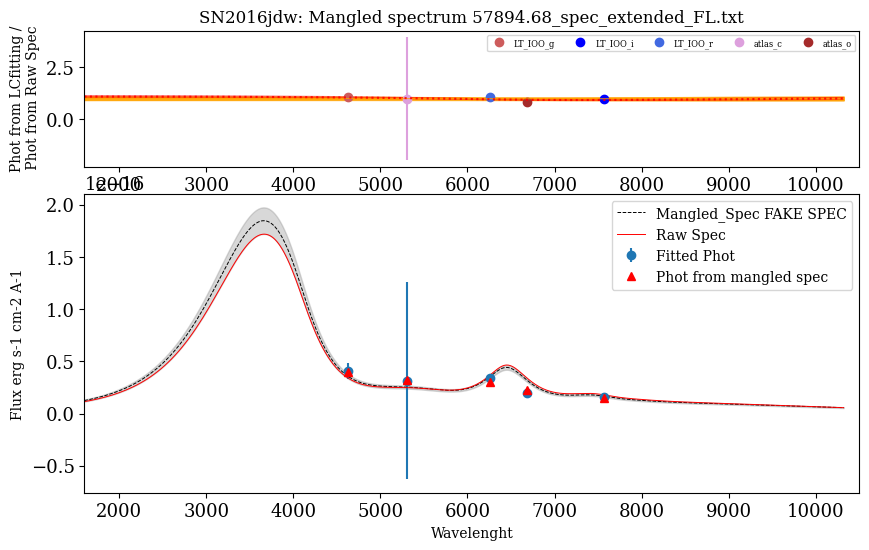 SN2016jdw: Mangled spectrum 57894.68_spec_extended_FL.txt
Phot from LCfitting /
Phot from Raw Spec
2.5
0.0
LT_IOO_g
LT_IOO_i
LT_IOO_r
atlas_c
atlas_o
2000 3000 4000 5000 6000 7000 8000 9000 10000
1e−16
Flux erg s-1 cm-2 A-1
2.0
1.5
1.0
0.5
0.0
−0.5
Mangled_Spec FAKE SPEC
Raw Spec
Fitted Phot
Phot from mangled spec
2000 3000 4000 5000 6000 7000 8000 9000 10000
Wavelenght